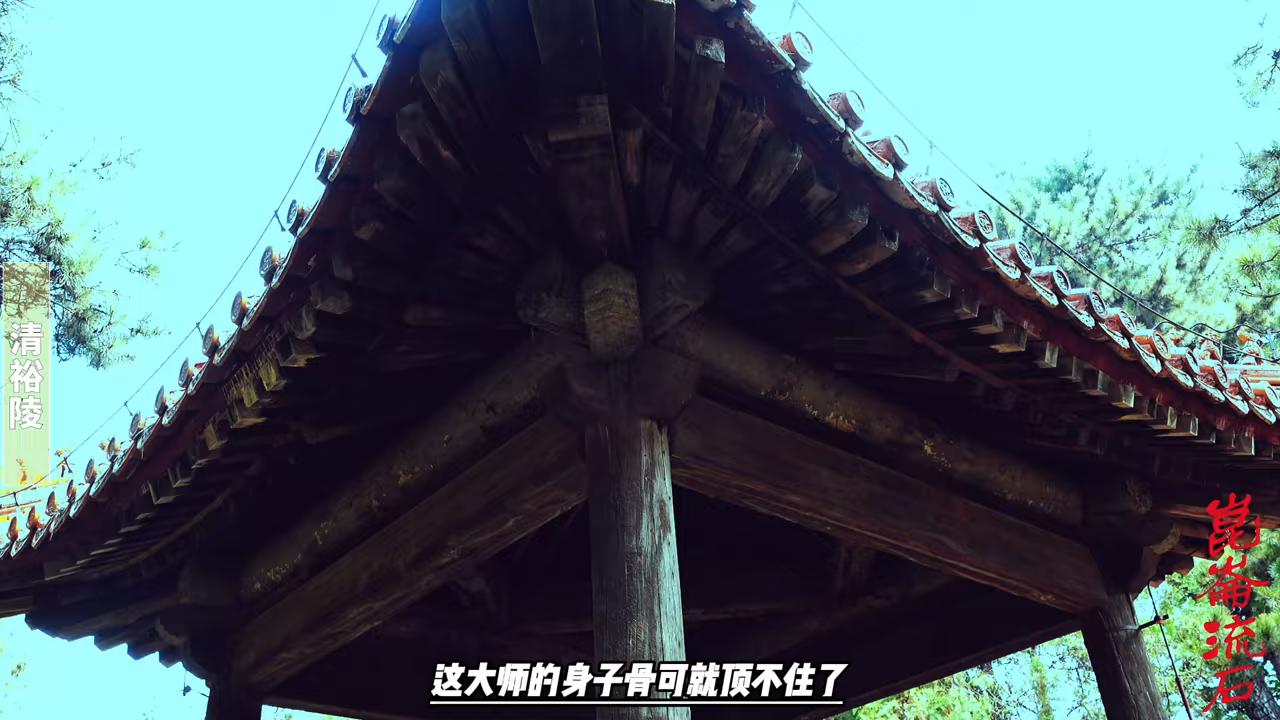 清裕陵
崑崙流石
这大师的身子骨可就顶不住了